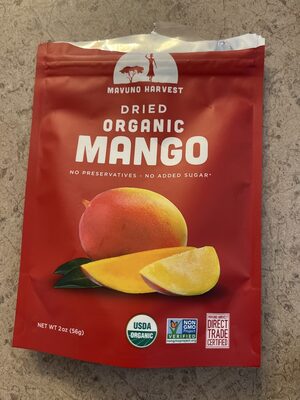 MAVUNO HARVEST
DRIED
ORGANIC
MANGO
NO PRESERVATIVES - NO ADDED SUGAR*
NET WT 2oz (56g)
USDA
ORGANIC
NON
GMO
Project
VERIFIED
DIRECT
TRADE
CERTIFIED